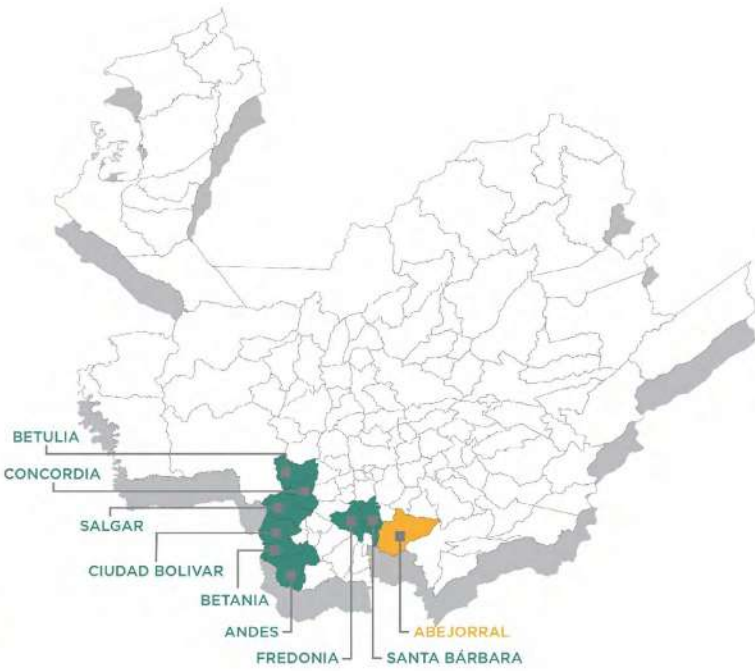 BETULIA
CONCORDIA
SALGAR
CIUDAD BOLIVAR
BETANIA
ANDES
ABEJORRAL
FREDONIA
SANTA BÁRBARA